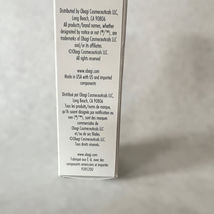 Distributed by Obagi Cosmeceuticals LLC,
Long Beach, CA 90806
All products/brand names, whether
designated by notice or not (®/™), are
trademarks of Obagi Cosmeceuticals LLC
and/or its affiliates.
©Obagi Cosmeceuticals LLC
All rights reserved
www.obagi.com
Made in USA with US and imported
components
Distribué par Obagi Cosmeceuticals LLC,
Long Beach, CA 90806
Tous les produits/noms de marque,
qu'ils soient désignés par notification ou
non (®/™), sont des marques
commerciales de
Obagi Cosmeceuticals LLC
et/ou de ses affiliés.
©Obagi Cosmeceuticals LLC
Tous droits réservés
www.obagi.com
Fabriqué aux É.-U. avec des
composants américains et importés